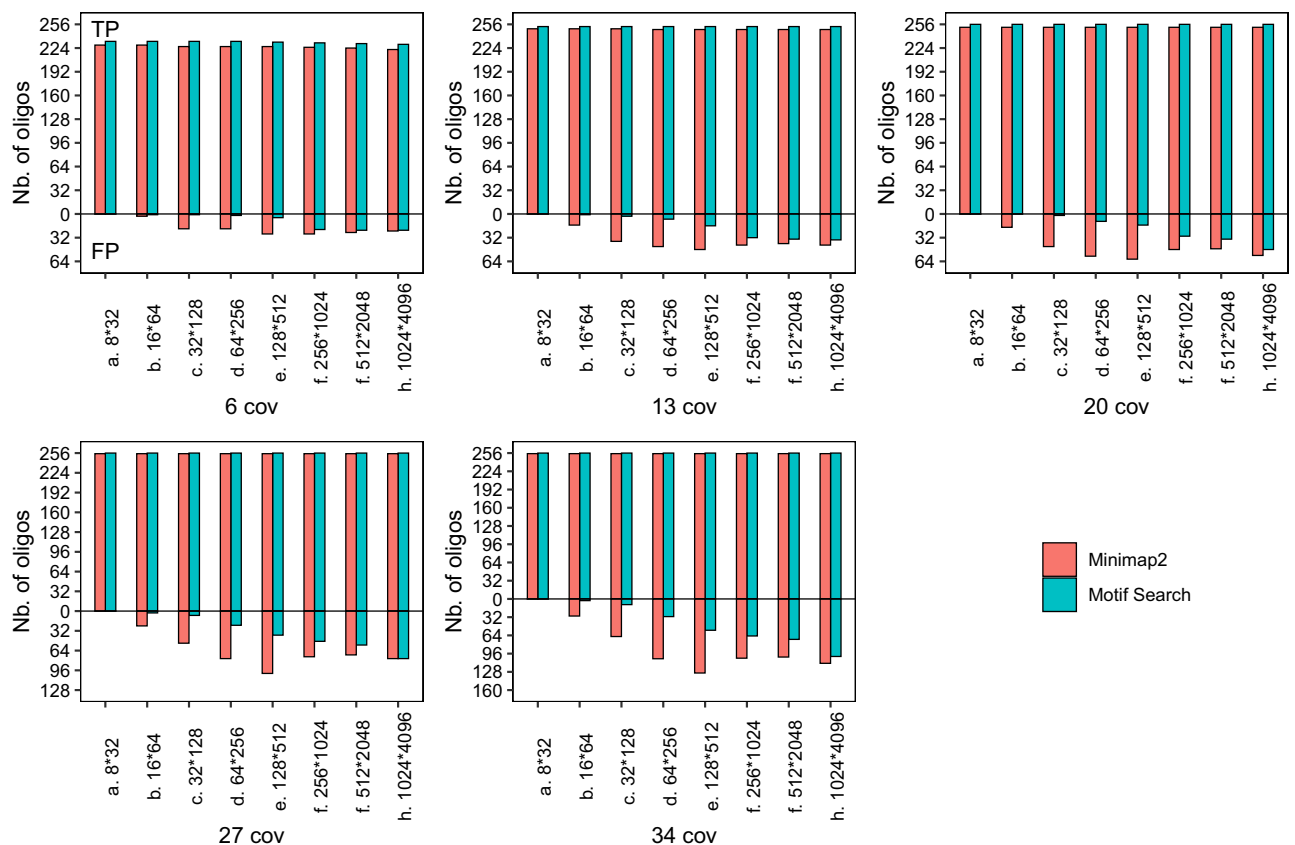 TP
FP
Nb. of oligos
256
224
192
160
128
96
64
32
0
32
64
a. 8*32
b. 16*64
c. 32*128
d. 64*256
e. 128*512
f. 256*1024
f. 512*2048
h. 1024*4096
6 cov
Nb. of oligos
256
224
192
160
128
96
64
32
0
32
64
a. 8*32
b. 16*64
c. 32*128
d. 64*256
e. 128*512
f. 256*1024
f. 512*2048
h. 1024*4096
13 cov
Nb. of oligos
256
224
192
160
128
96
64
32
0
32
64
a. 8*32
b. 16*64
c. 32*128
d. 64*256
e. 128*512
f. 256*1024
f. 512*2048
h. 1024*4096
20 cov
Nb. of oligos
256
224
192
160
128
96
64
32
0
32
64
96
128
a. 8*32
b. 16*64
c. 32*128
d. 64*256
e. 128*512
f. 256*1024
f. 512*2048
h. 1024*4096
27 cov
Nb. of oligos
256
224
192
160
128
96
64
32
0
32
64
96
128
160
a. 8*32
b. 16*64
c. 32*128
d. 64*256
e. 128*512
f. 256*1024
f. 512*2048
h. 1024*4096
34 cov
Minimap2
Motif Search